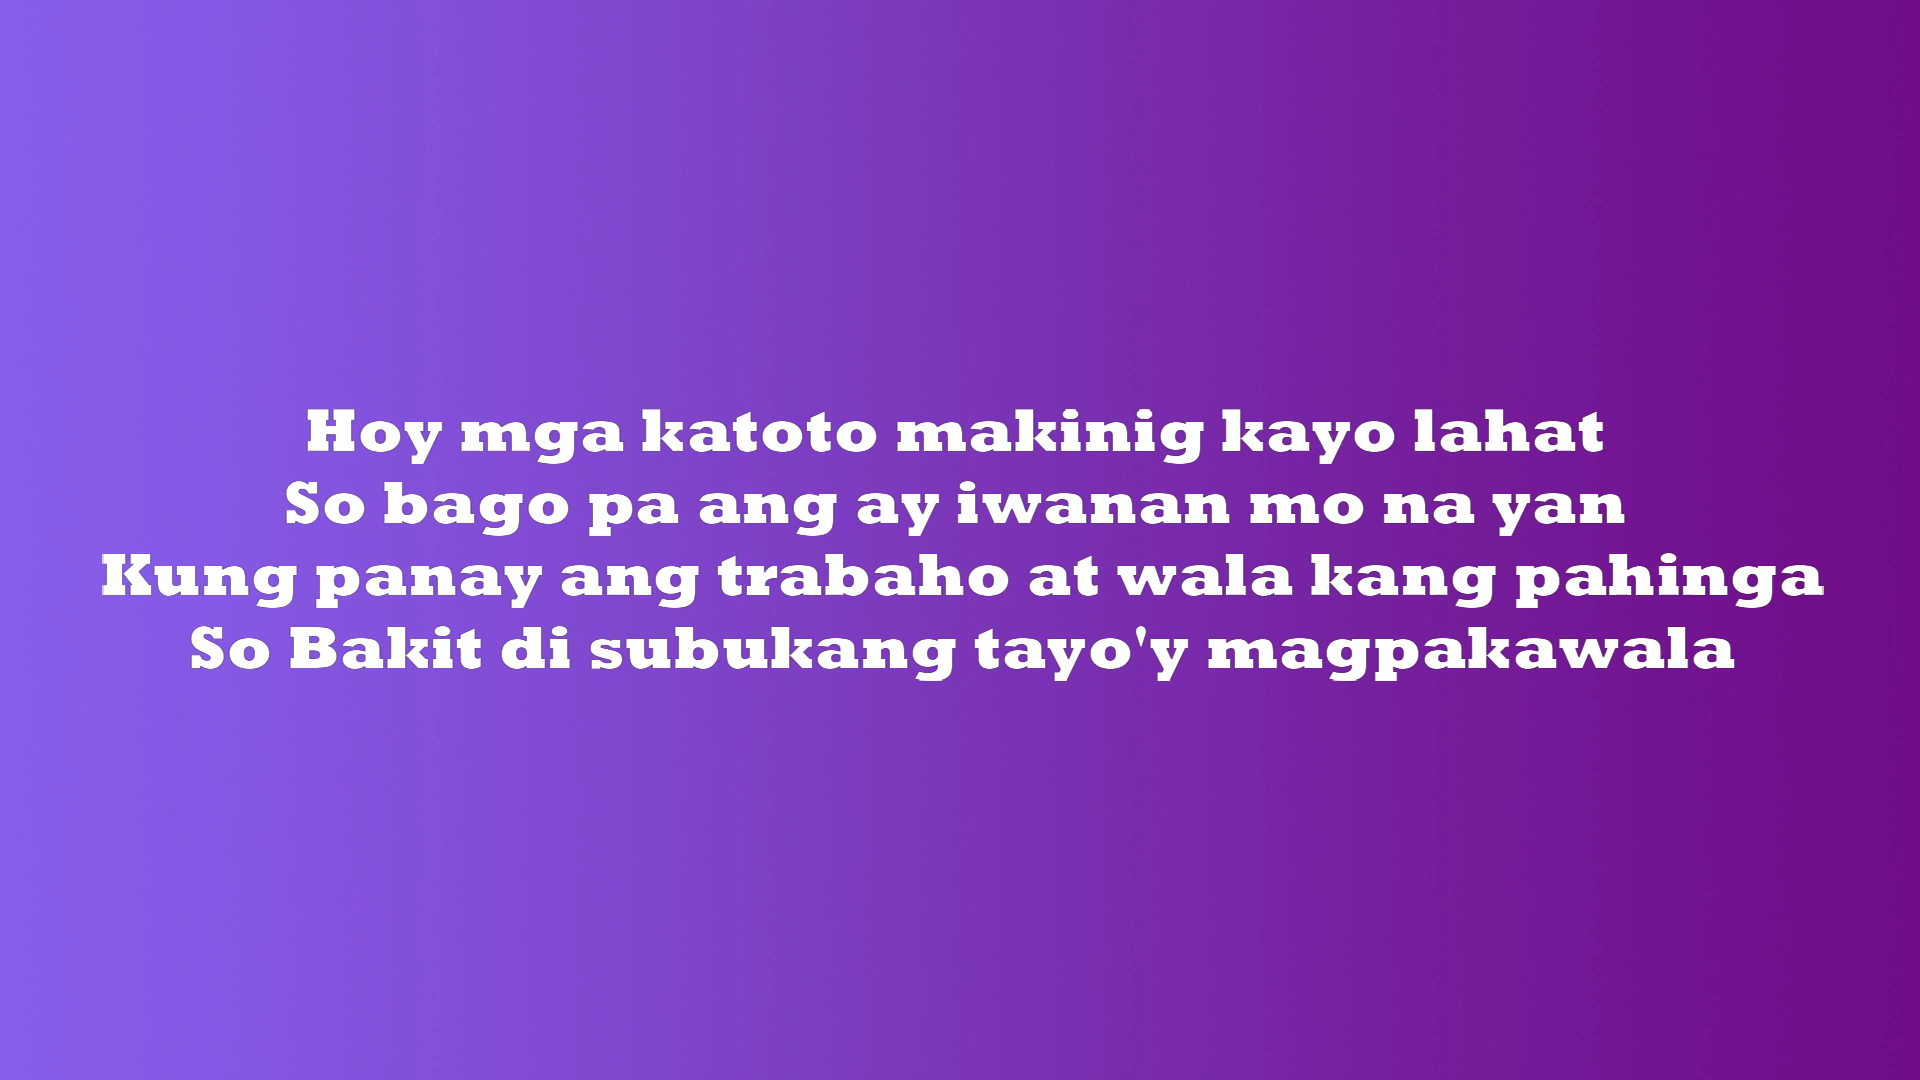 Hoy mga katoto makinig kayo lahat
So bago pa ang ay iwanan mo na yan
Kung panay ang trabaho at wala kang pahinga
So Bakit di subukang tayo'y magpakawala